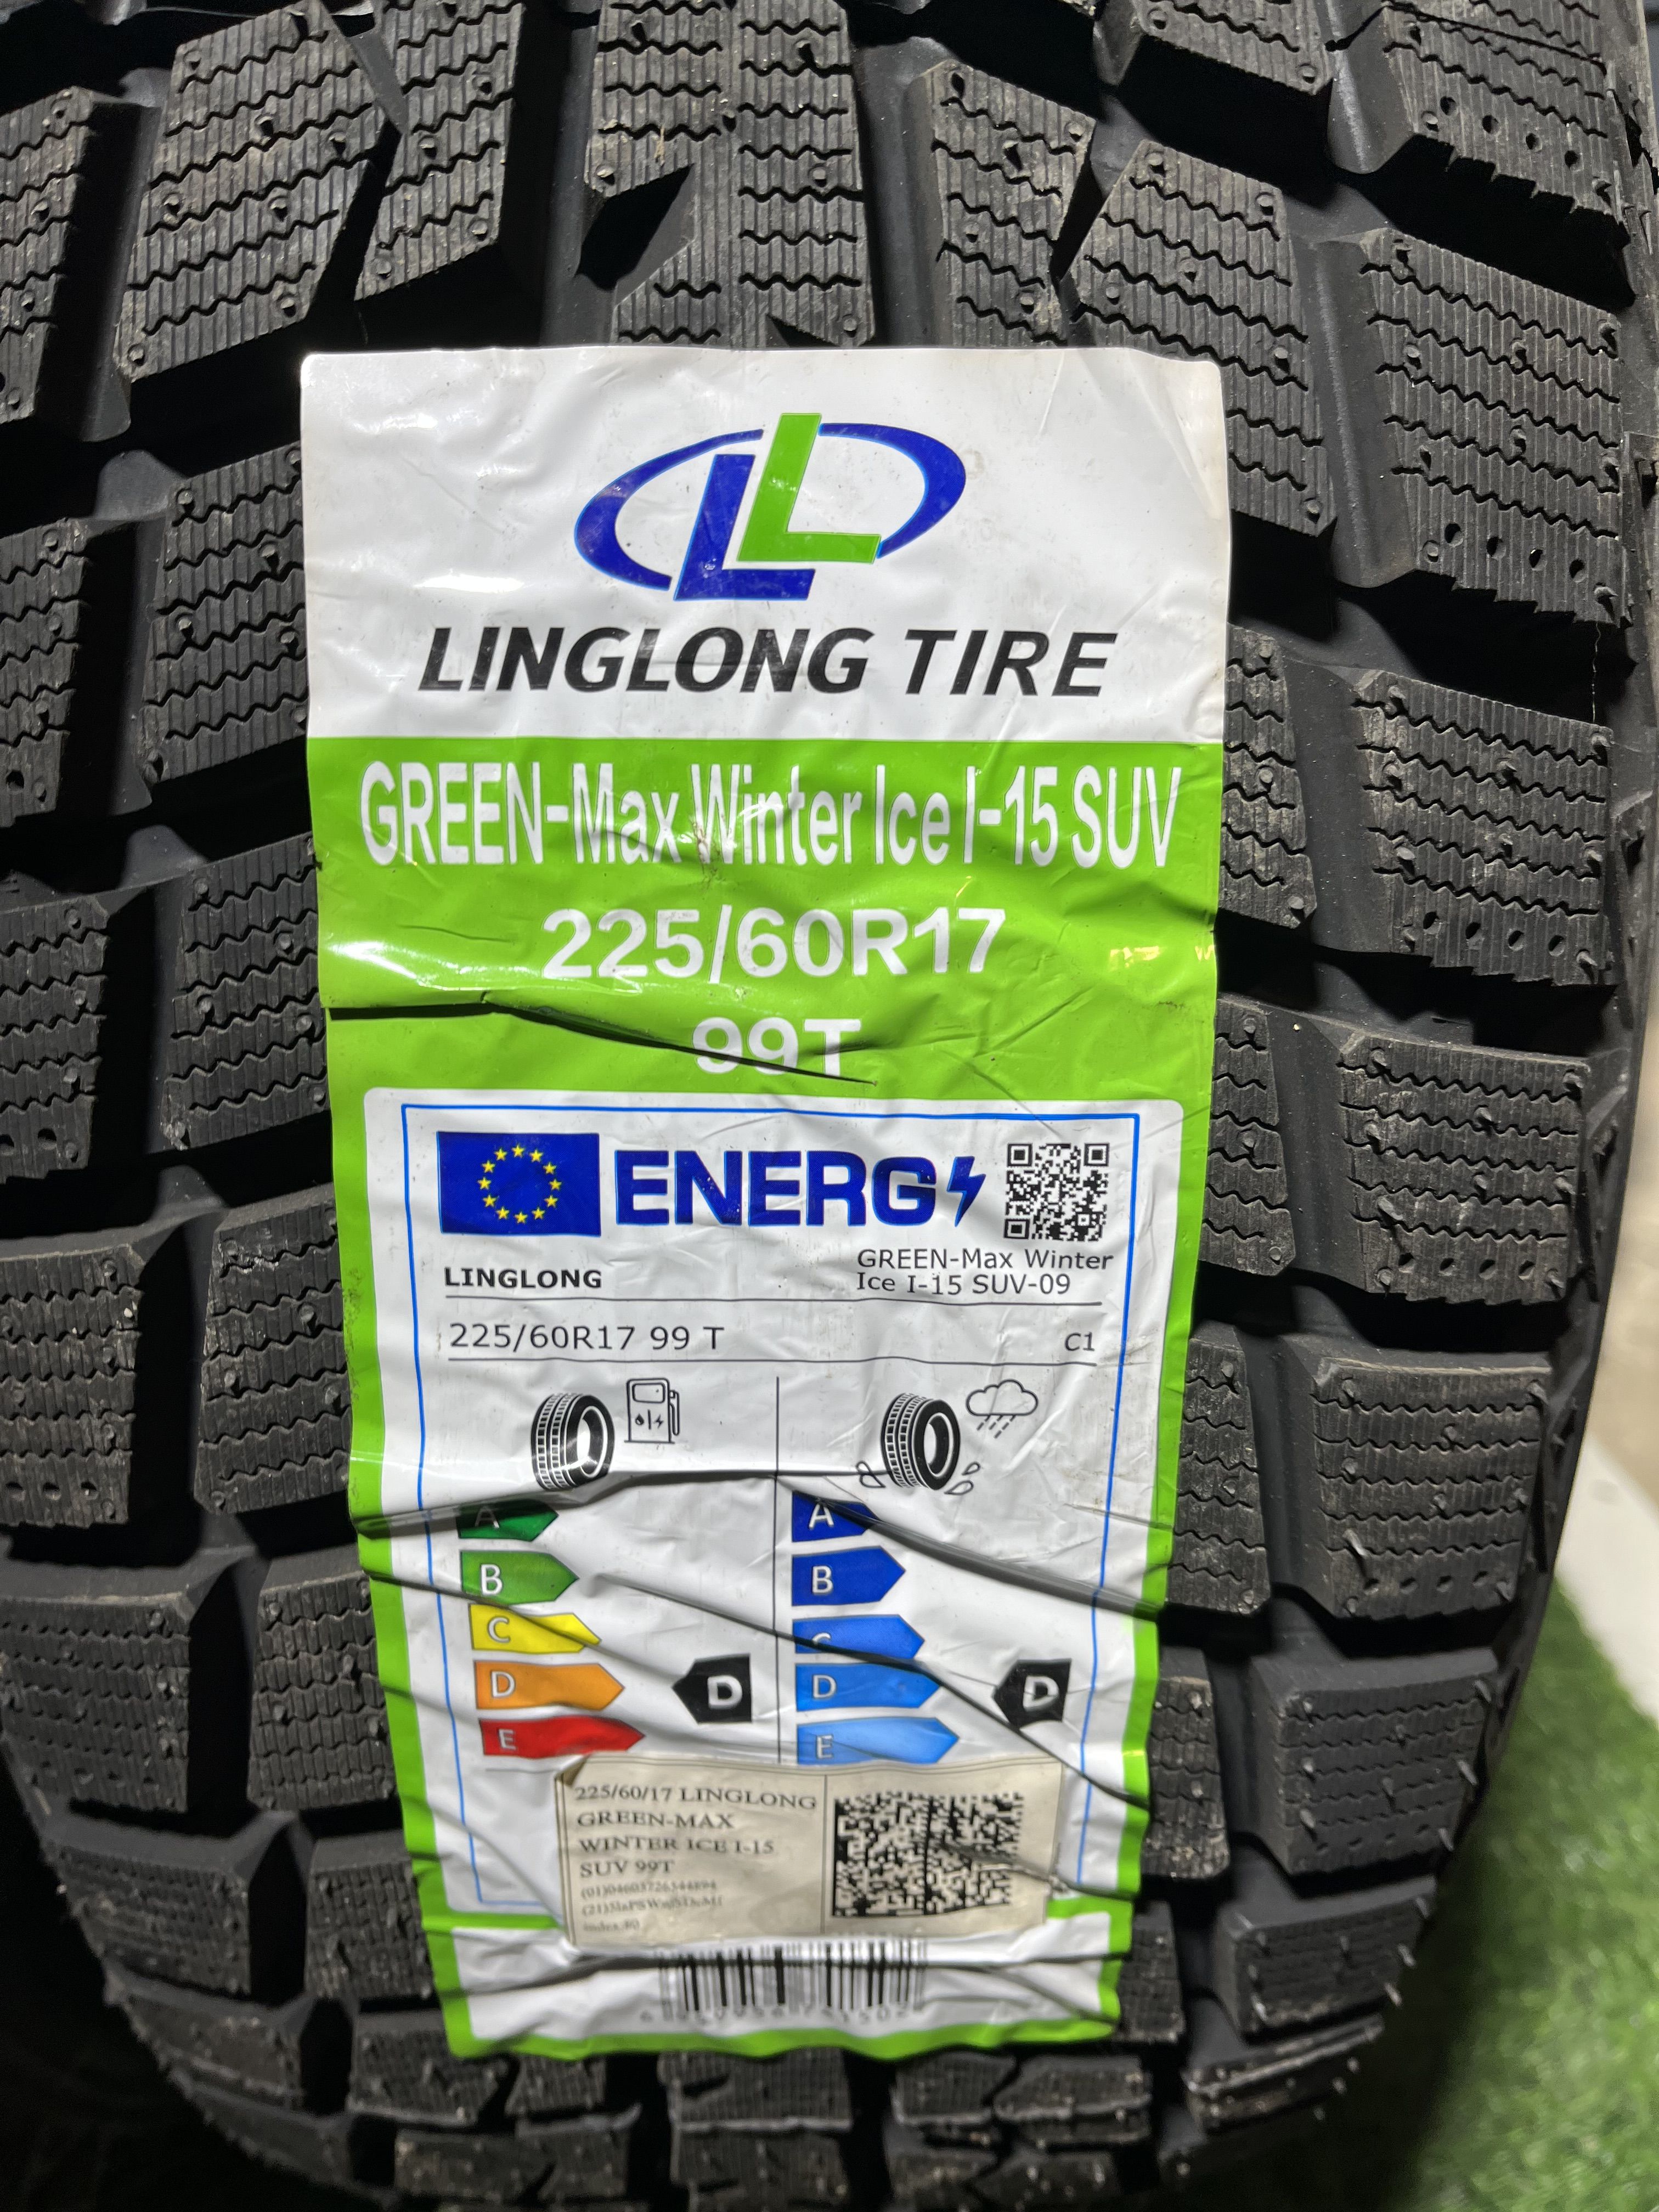 LL
LINGLONG TIRE
GREEN-Max Winter Ice I-15 SUV
225/60R17
99T
ENERG
LINGLONG
GREEN-Max Winter
Ice I-15 SUV-09
225/60R17 99 T
C1
A
A
B
B
C
C
D
D
D
D
E
E
225/60/17 LINGLONG
GREEN-MAX
WINTER ICE I-15
SUV 99T